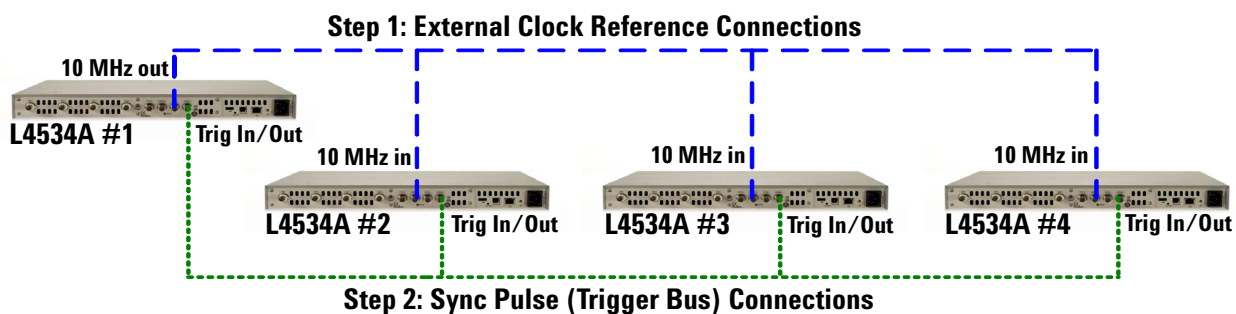 Step 1: External Clock Reference Connections
10 MHz out
L4534A #1
Trig In/Out
10 MHz in
10 MHz in
10 MHz in
L4534A #2
Trig In/Out
L4534A #3
Trig In/Out
L4534A #4
Trig In/Out
Step 2: Sync Pulse (Trigger Bus) Connections